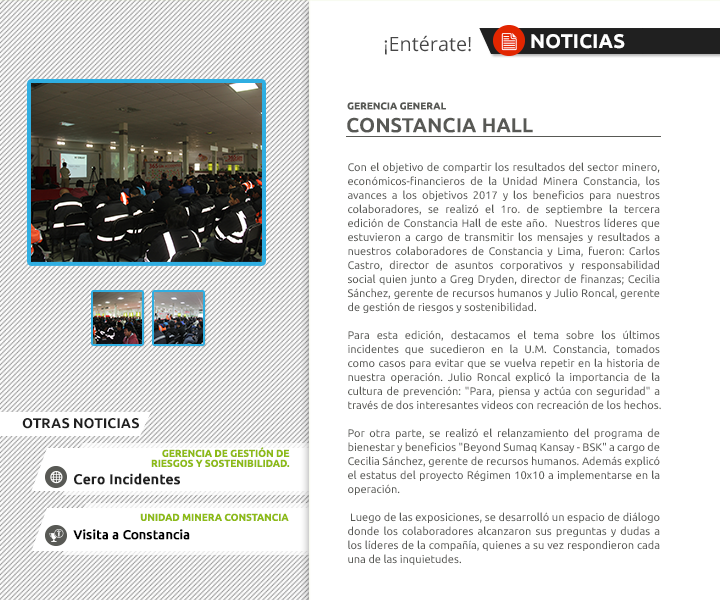 ¡Entérate!
NOTICIAS
GERENCIA GENERAL
CONSTANCIA HALL
Con el objetivo de compartir los resultados del sector minero,
económicos-financieros de la Unidad Minera Constancia, los
avances a los objetivos 2017 y los beneficios para nuestros
colaboradores, se realizó el 1ro. de septiembre la tercera
edición de Constancia Hall de este año.  Nuestros líderes que
estuvieron a cargo de transmitir los mensajes y resultados a
nuestros colaboradores de Constancia y Lima, fueron: Carlos
Castro, director de asuntos corporativos y responsabilidad
social quien junto a Greg Dryden, director de finanzas; Cecilia
Sánchez, gerente de recursos humanos y Julio Roncal, gerente
de gestión de riesgos y sostenibilidad.
Para esta edición, destacamos el tema sobre los últimos
incidentes que sucedieron en la U.M. Constancia, tomados
como casos para evitar que se vuelva repetir en la historia de
nuestra operación. Julio Roncal explicó la importancia de la
cultura de prevención: "Para, piensa y actúa con seguridad" a
través de dos interesantes videos con recreación de los hechos.
Por otra parte, se realizó el relanzamiento del programa de
bienestar y beneficios "Beyond Sumaq Kansay - BSK" a cargo de
Cecilia Sánchez, gerente de recursos humanos. Además explicó
el estatus del proyecto Régimen 10x10 a implementarse en la
operación.
Luego de las exposiciones, se desarrolló un espacio de diálogo
donde los colaboradores alcanzaron sus preguntas y dudas a
los líderes de la compañía, quienes a su vez respondieron cada
una de las inquietudes.
OTRAS NOTICIAS
GERENCIA DE GESTIÓN DE
RIESGOS Y SOSTENIBILIDAD.
Cero Incidentes
UNIDAD MINERA CONSTANCIA
Visita a Constancia